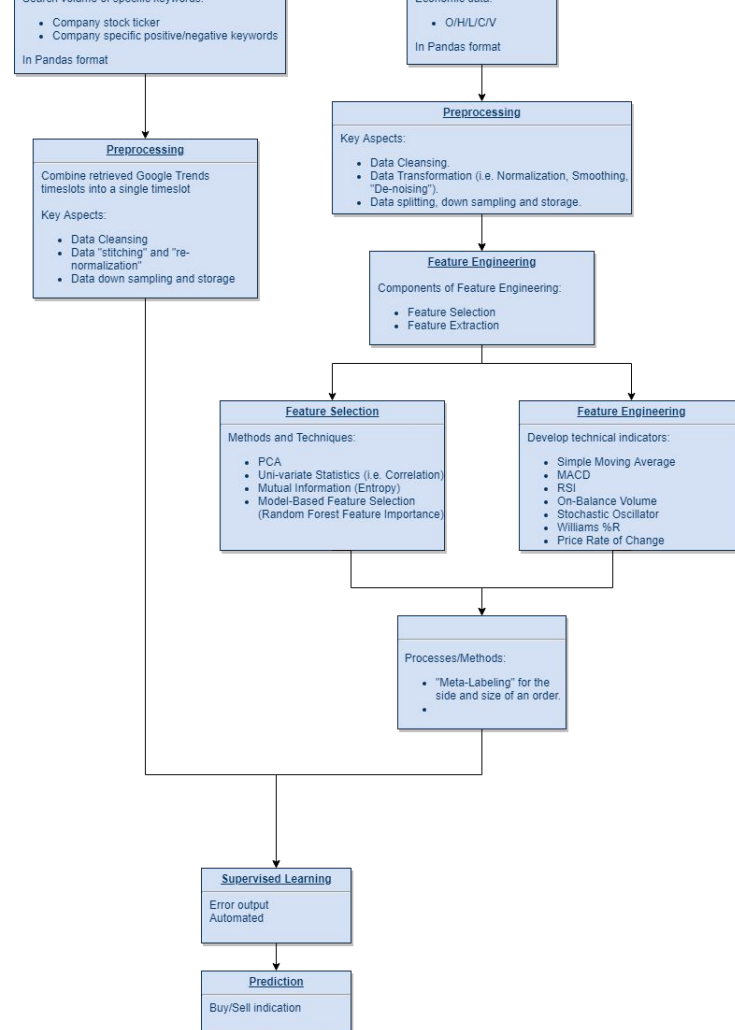 Search volume of specific keywords:
• Company stock ticker
• Company specific positive/negative keywords
In Pandas format
Economic data:
• O/H/L/C/V
In Pandas format
Preprocessing
Combine retrieved Google Trends
timeslots into a single timeslot
Key Aspects:
• Data Cleansing
• Data "stitching" and "re-
normalization"
• Data down sampling and storage
Preprocessing
Key Aspects:
• Data Cleansing.
• Data Transformation (i.e. Normalization, Smoothing,
"De-noising").
• Data splitting, down sampling and storage.
Feature Engineering
Components of Feature Engineering:
• Feature Selection
• Feature Extraction
Feature Selection
Methods and Techniques:
• PCA
• Uni-variate Statistics (i.e. Correlation)
• Mutual Information (Entropy)
• Model-Based Feature Selection
(Random Forest Feature Importance)
Feature Engineering
Develop technical indicators:
• Simple Moving Average
• MACD
• RSI
• On-Balance Volume
• Stochastic Oscillator
• Williams %R
• Price Rate of Change
Processes/Methods:
• "Meta-Labeling" for the
side and size of an order.
•
Supervised Learning
Error output
Automated
Prediction
Buy/Sell indication